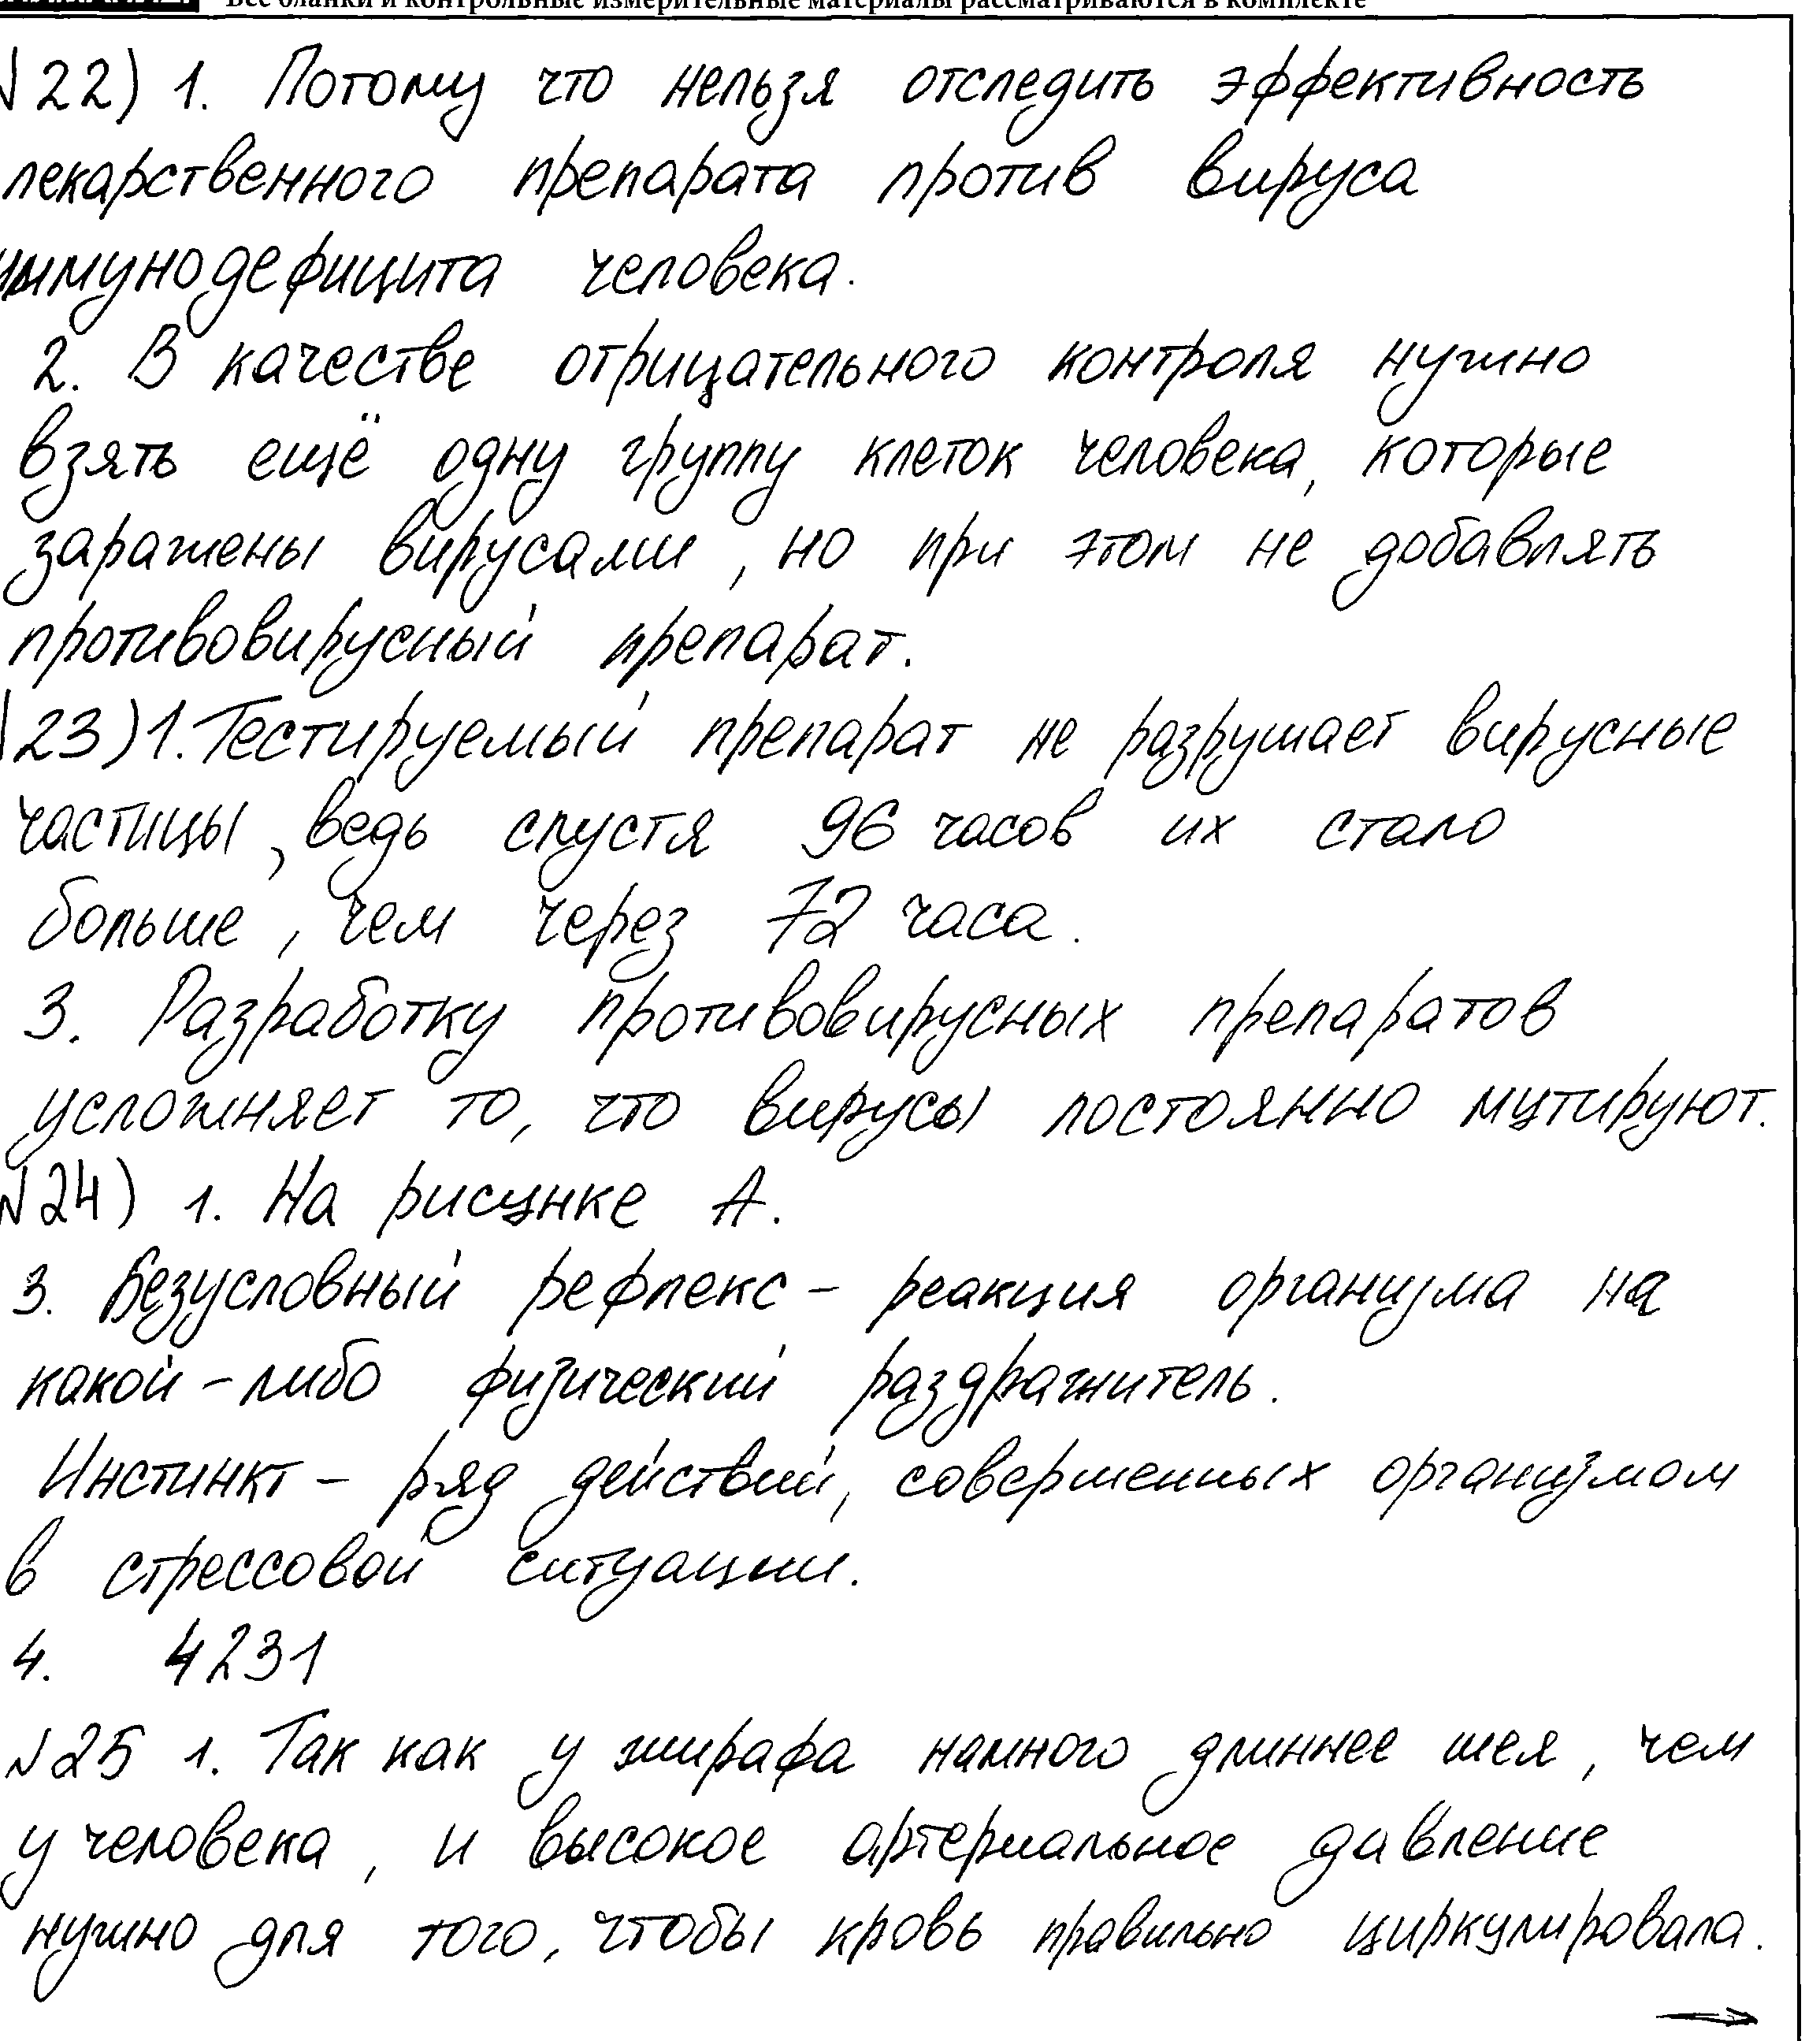 Все бланки и контрольные измерительные материалы рассматриваются в комплекте
№22) 1. Потому что нельзя отследить эффективность
лекарственного препарата против вируса
иммунодефицита человека.
2. В качестве отрицательного контроля нужно
взять ещё одну группу клеток человека, которые
заражены вирусами, но при этом не добавлять
противовирусный препарат.
№23) 1. Тестируемый препарат не разрушает вирусные
частицы, ведь спустя 96 часов их стало
больше, чем через 72 часа.
3. Разработку противовирусных препаратов
усложняет то, что вирусы постоянно мутируют.
№24) 1. На рисунке А.
3. Безусловный рефлекс – реакция организма на
какой-либо физический раздражитель.
Инстинкт – ряд действий, совершенных организмом
в стрессовой ситуации.
4. 4231
№25 1. Так как у жирафа намного длиннее шея, чем
у человека, и высокое артериальное давление
нужно для того, чтобы кровь правильно циркулировала.
→